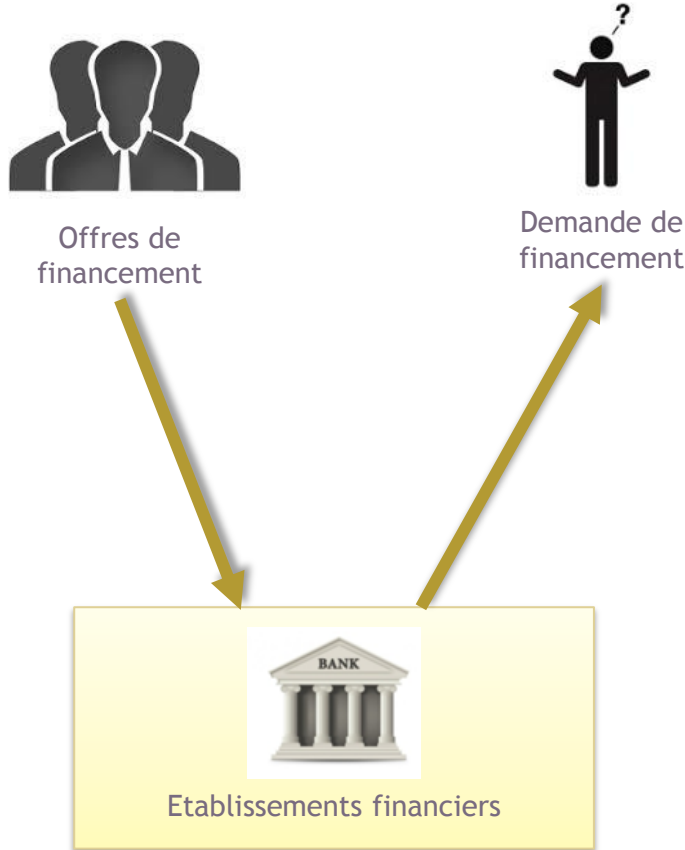 ?
Offres de
financement
Demande de
financement
BANK
Etablissements financiers